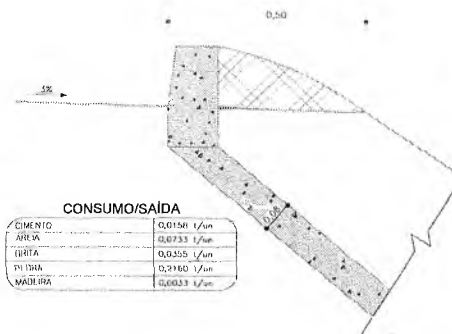 0,50
3%
0,08
CONSUMO/SAÍDA
CIMENTO 0,0158 t/un
AREIA 0,0733 t/un
BRITA 0,0355 t/un
PEDRA 0,2160 t/un
MADEIRA 0,0033 t/un